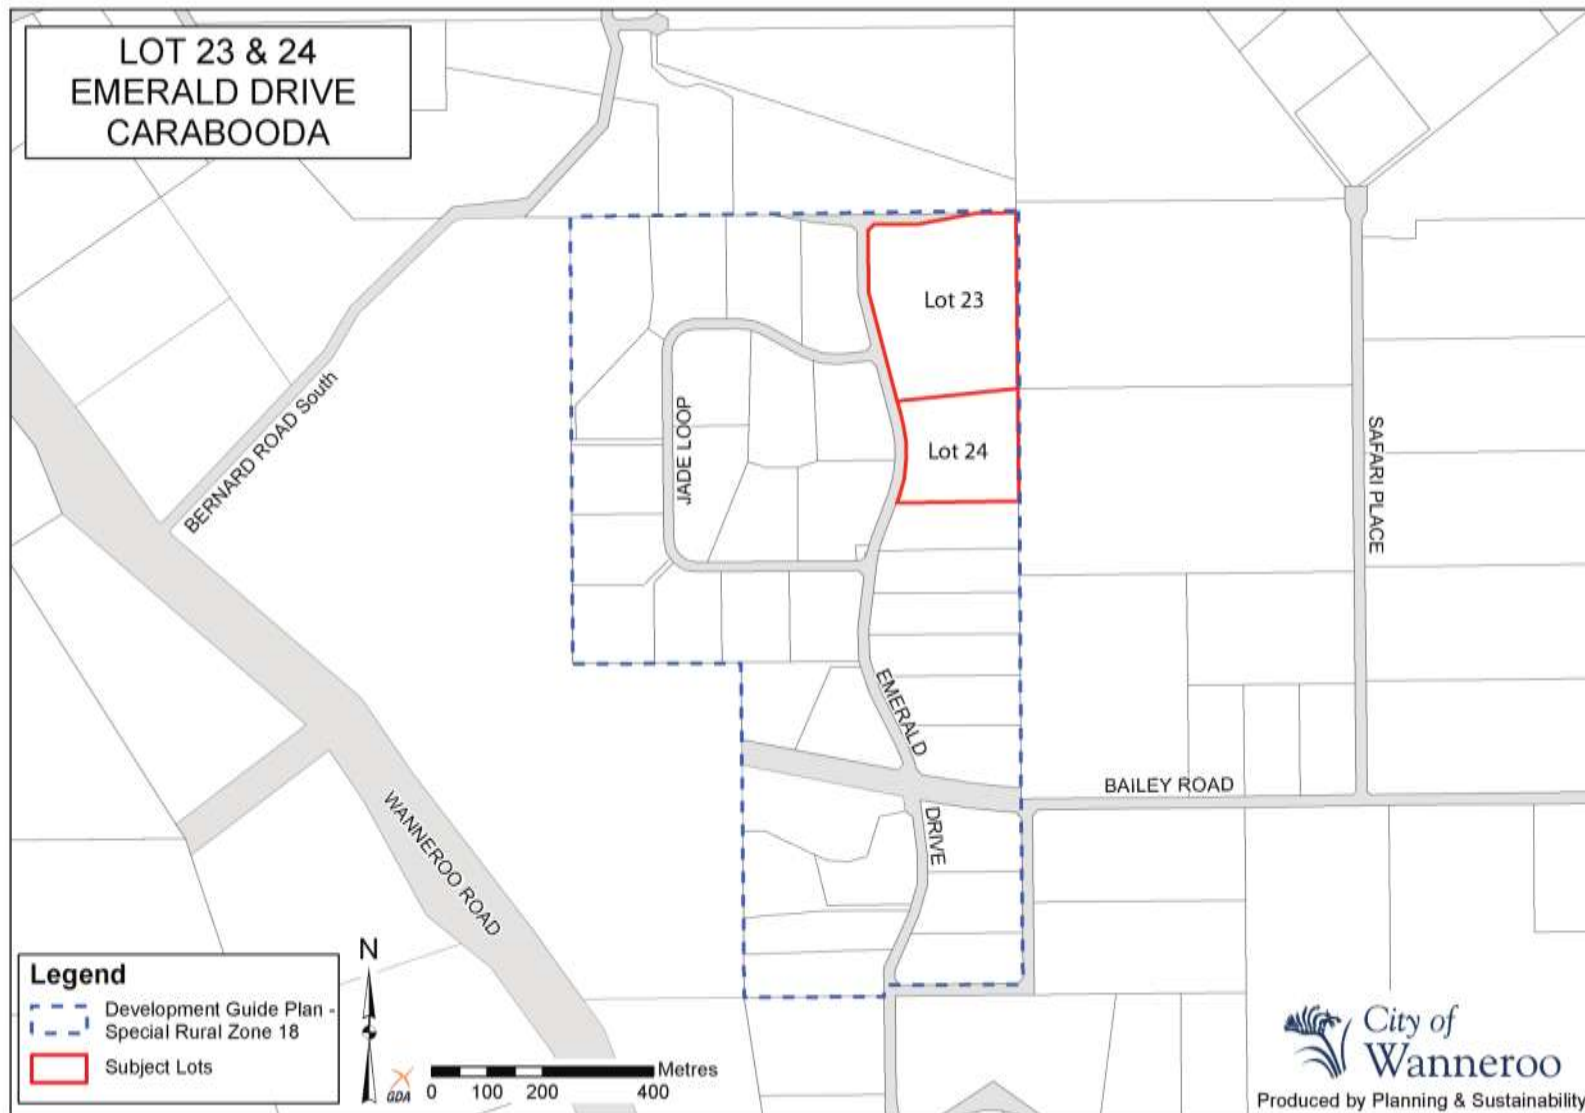 LOT 23 & 24
EMERALD DRIVE
CARABOODA
Lot 23
BERNARD ROAD South
JADE LOOP
Lot 24
SAFARI PLACE
EMERALD
DRIVE
BAILEY ROAD
WANNEROO ROAD
Legend
Development Guide Plan -
Special Rural Zone 18
Subject Lots
N
GDA
Metres
0 100 200 400
City of
Wanneroo
Produced by Planning & Sustainability